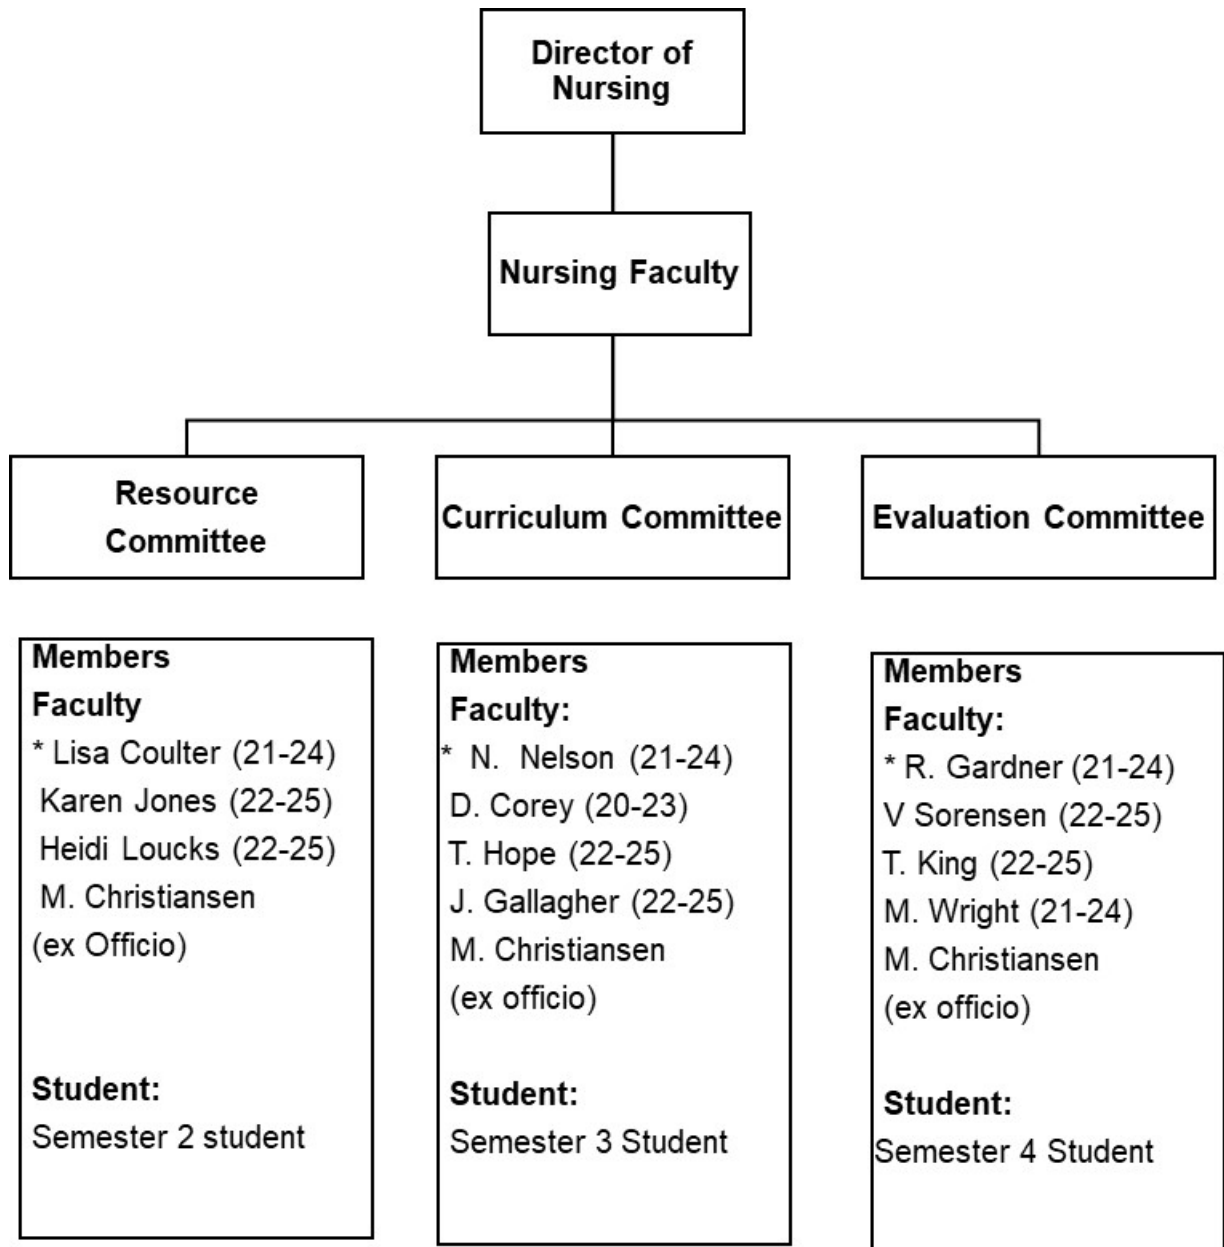 Director of
Nursing
Nursing Faculty
Resource
Committee
Curriculum Committee
Evaluation Committee
Members
Faculty
* Lisa Coulter (21-24)
Karen Jones (22-25)
Heidi Loucks (22-25)
M. Christiansen
(ex Officio)
Student:
Semester 2 student
Members
Faculty:
* N. Nelson (21-24)
D. Corey (20-23)
T. Hope (22-25)
J. Gallagher (22-25)
M. Christiansen
(ex officio)
Student:
Semester 3 Student
Members
Faculty:
* R. Gardner (21-24)
V Sorensen (22-25)
T. King (22-25)
M. Wright (21-24)
M. Christiansen
(ex officio)
Student:
Semester 4 Student